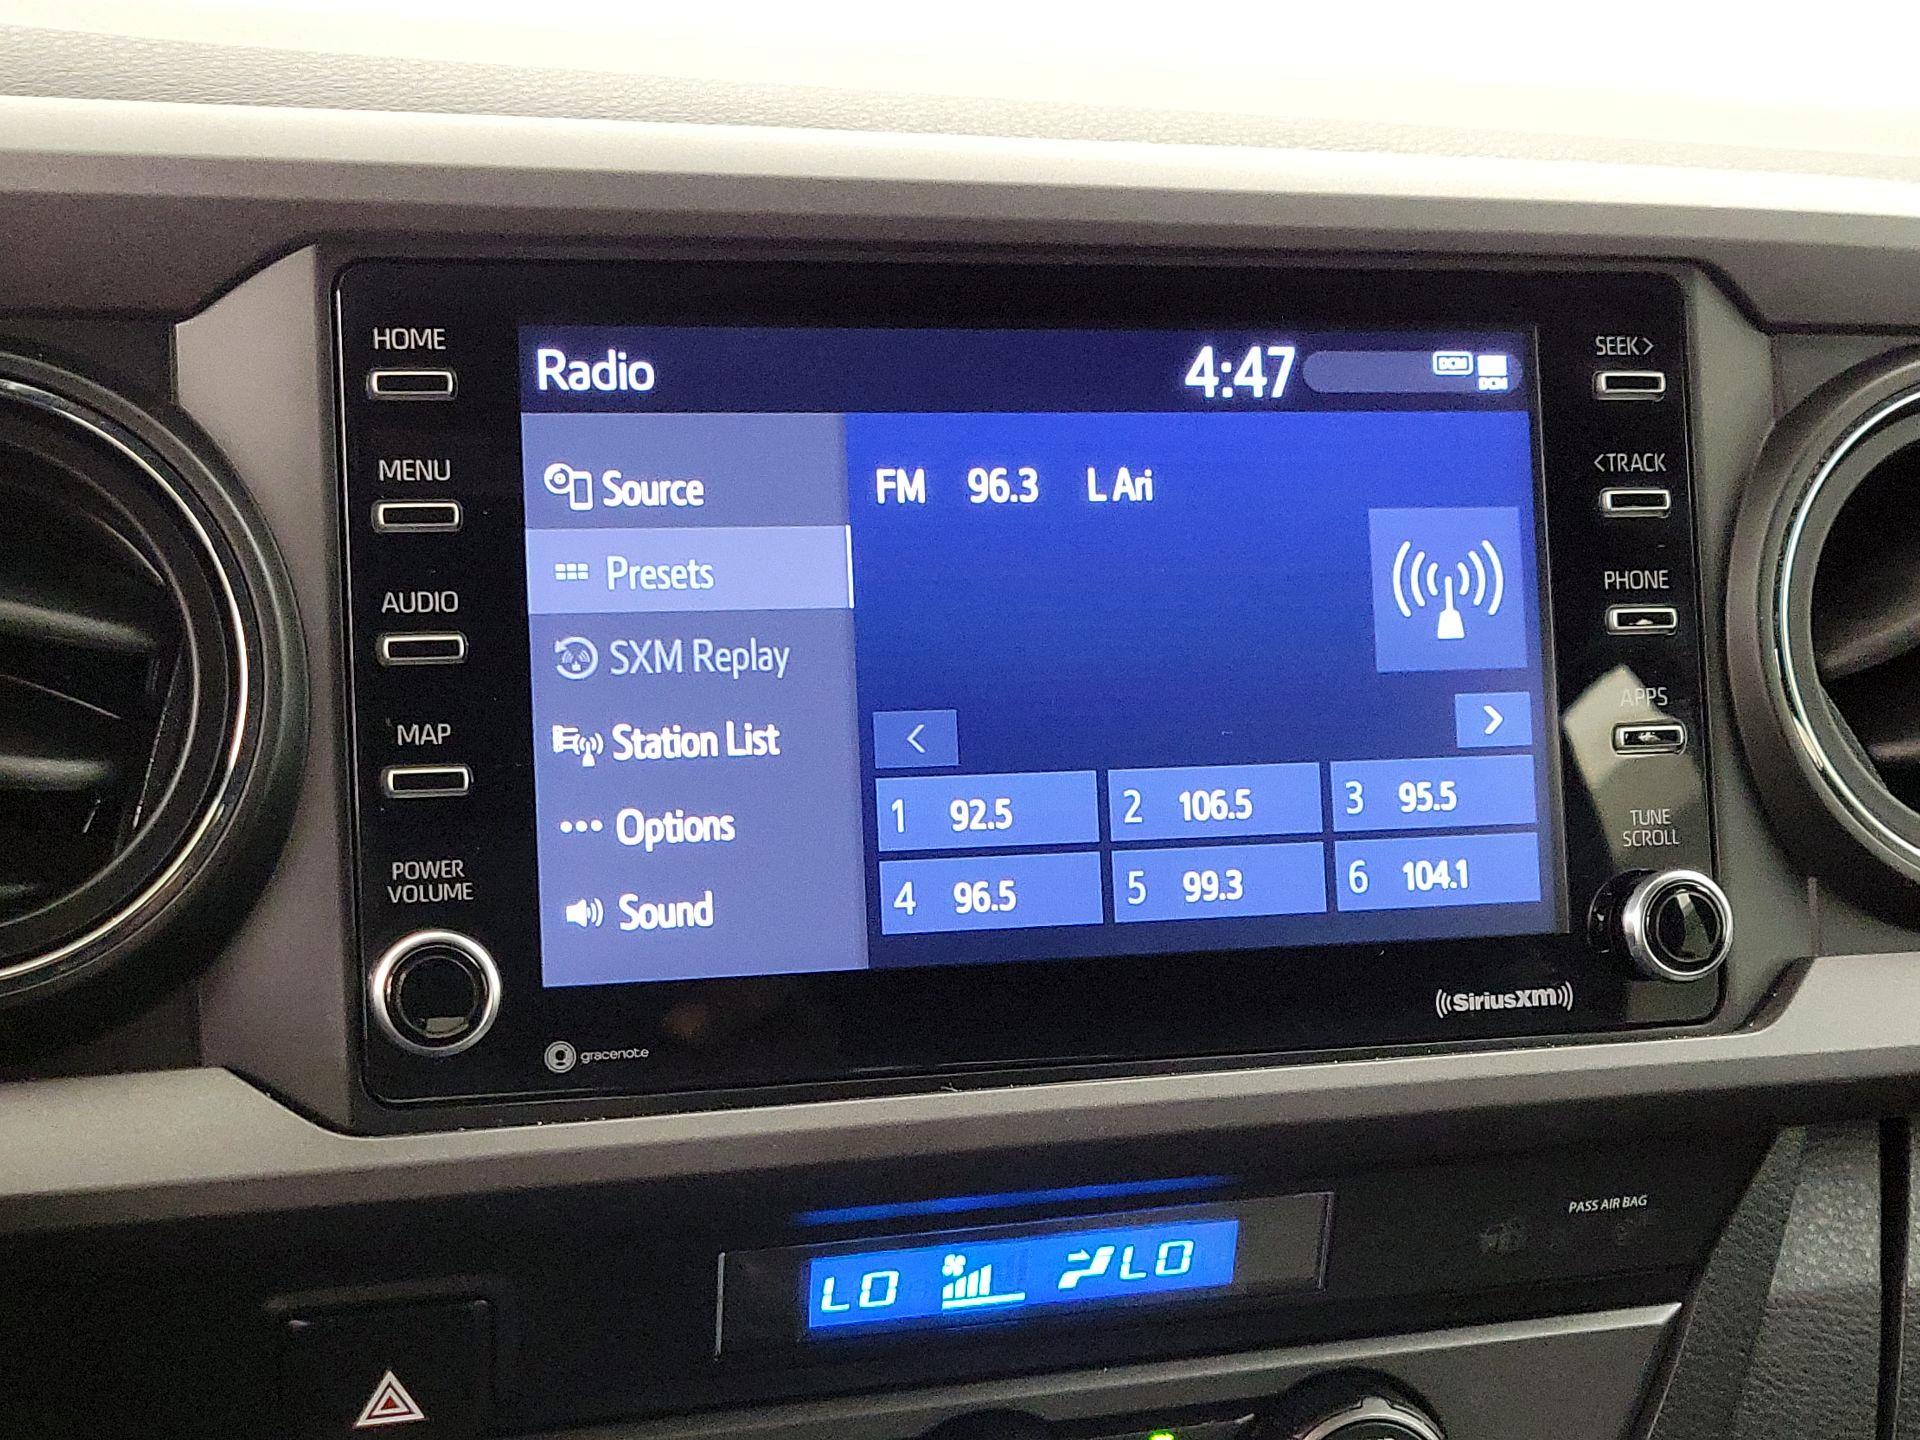 HOME
MENU
AUDIO
MAP
POWER
VOLUME
Radio 4:47
DCM
DCM
Source
Presets
SXM Replay
Station List
Options
Sound
FM 96.3 L Ari
<
>
1 92.5 2 106.5 3 95.5
4 96.5 5 99.3 6 104.1
SEEK>
<TRACK
PHONE
APPS
TUNE
SCROLL
gracenote
((SiriusXM))
LO LO
PASS AIR BAG